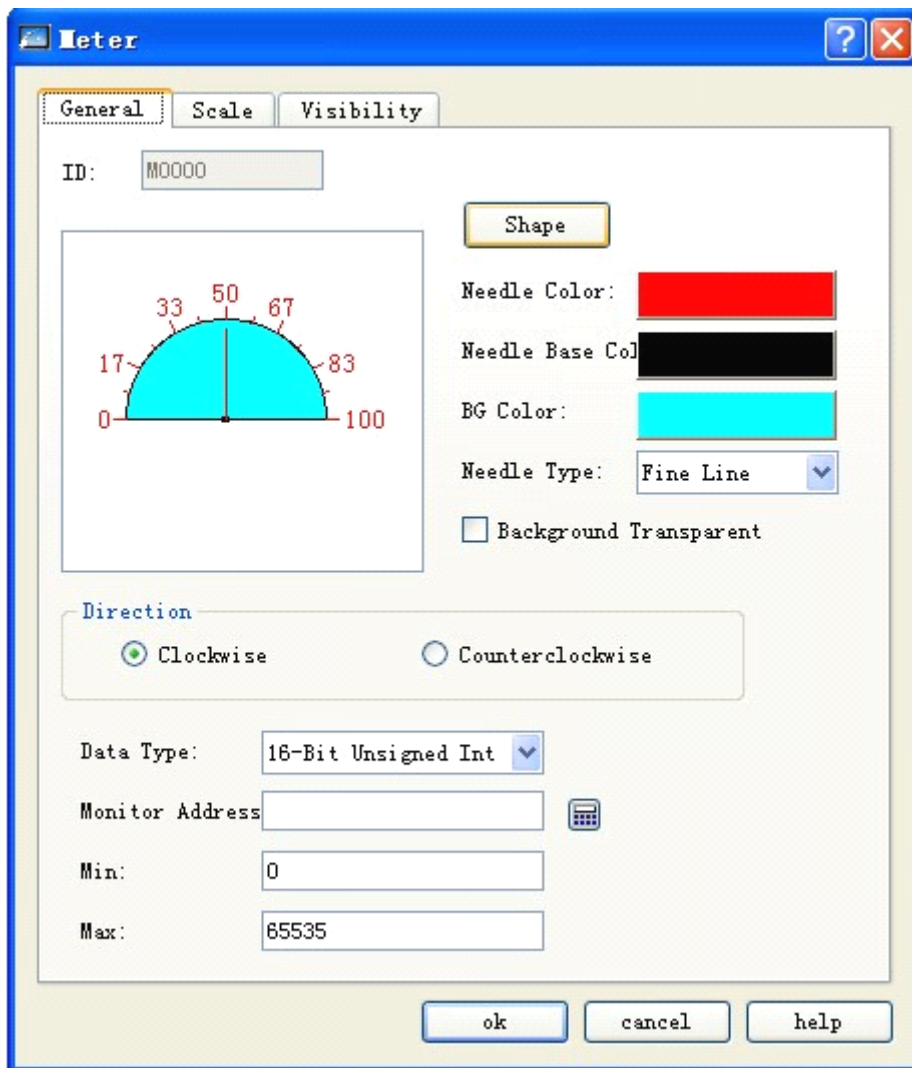 Meter
General Scale Visibility
ID: M0000
Shape
Needle Color:
Needle Base Col
BG Color:
Needle Type: Fine Line
Background Transparent
50
33 67
17 83
0 100
Direction
Clockwise Counterclockwise
Data Type: 16-Bit Unsigned Int
Monitor Address
Min: 0
Max: 65535
ok cancel help